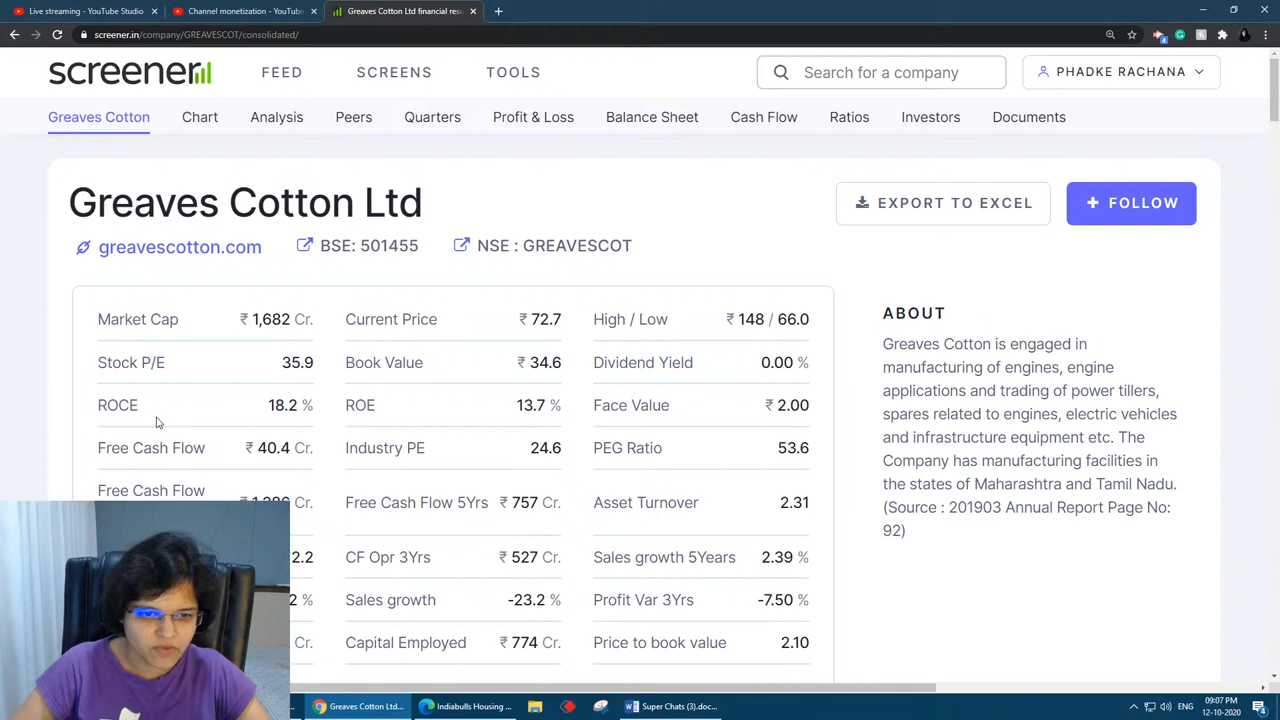 Live streaming - YouTube Studio
Channel monetization - YouTube
Greaves Cotton Ltd financial resu
screener.in/company/GREAVESCOT/consolidated/
screener
FEED SCREENS TOOLS
Search for a company
PHADKE RACHANA
Greaves Cotton Chart Analysis Peers Quarters Profit & Loss Balance Sheet Cash Flow Ratios Investors Documents
Greaves Cotton Ltd
EXPORT TO EXCEL
+ FOLLOW
greavescotton.com BSE: 501455 NSE : GREAVESCOT
Market Cap ₹ 1,682 Cr. Current Price ₹ 72.7 High / Low ₹ 148 / 66.0
Stock P/E 35.9 Book Value ₹ 34.6 Dividend Yield 0.00 %
ROCE 18.2 % ROE 13.7 % Face Value ₹ 2.00
Free Cash Flow ₹ 40.4 Cr. Industry PE 24.6 PEG Ratio 53.6
Free Cash Flow
Free Cash Flow 5Yrs ₹ 757 Cr. Asset Turnover 2.31
2.2 CF Opr 3Yrs ₹ 527 Cr. Sales growth 5Years 2.39 %
% Sales growth -23.2 % Profit Var 3Yrs -7.50 %
Cr. Capital Employed ₹ 774 Cr. Price to book value 2.10
ABOUT
Greaves Cotton is engaged in
manufacturing of engines, engine
applications and trading of power tillers,
spares related to engines, electric vehicles
and infrastructure equipment etc. The
Company has manufacturing facilities in
the states of Maharashtra and Tamil Nadu.
(Source : 201903 Annual Report Page No:
92)
Greaves Cotton Ltd...
Indiabulls Housing ...
Super Chats (3).doc...
ENG
09:07 PM
12-10-2020